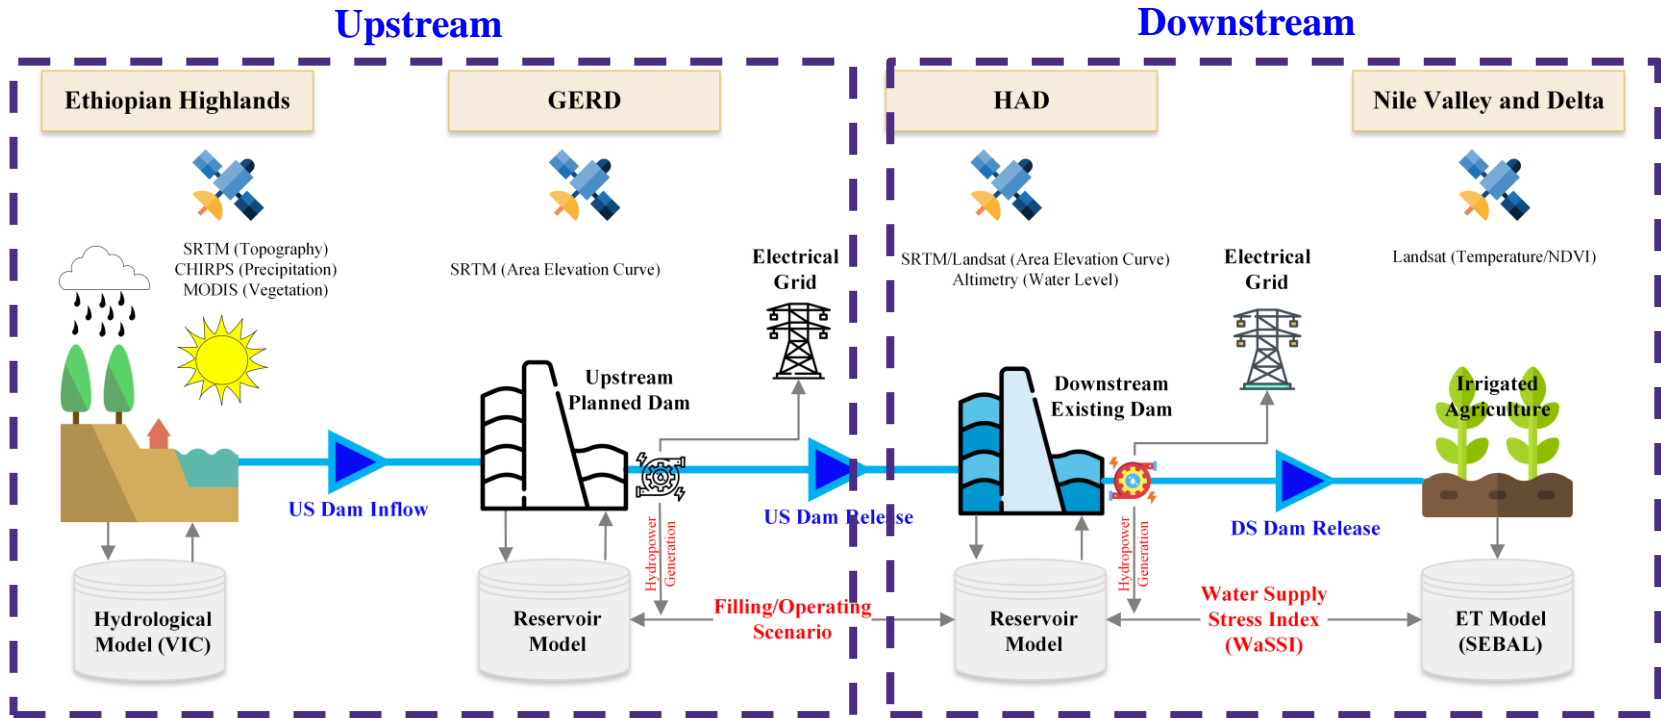 Upstream
Downstream
Ethiopian Highlands
GERD
HAD
Nile Valley and Delta
SRTM (Topography)
CHIRPS (Precipitation)
MODIS (Vegetation)
SRTM (Area Elevation Curve)
Electrical
Grid
SRTM/Landsat (Area Elevation Curve)
Altimetry (Water Level)
Electrical
Grid
Landsat (Temperature/NDVI)
Upstream
Planned Dam
Downstream
Existing Dam
Irrigated
Agriculture
US Dam Inflow
US Dam Release
DS Dam Release
Hydropower
Generation
Hydropower
Generation
Hydrological
Model (VIC)
Reservoir
Model
Filling/Operating
Scenario
Reservoir
Model
Water Supply
Stress Index
(WaSSI)
ET Model
(SEBAL)